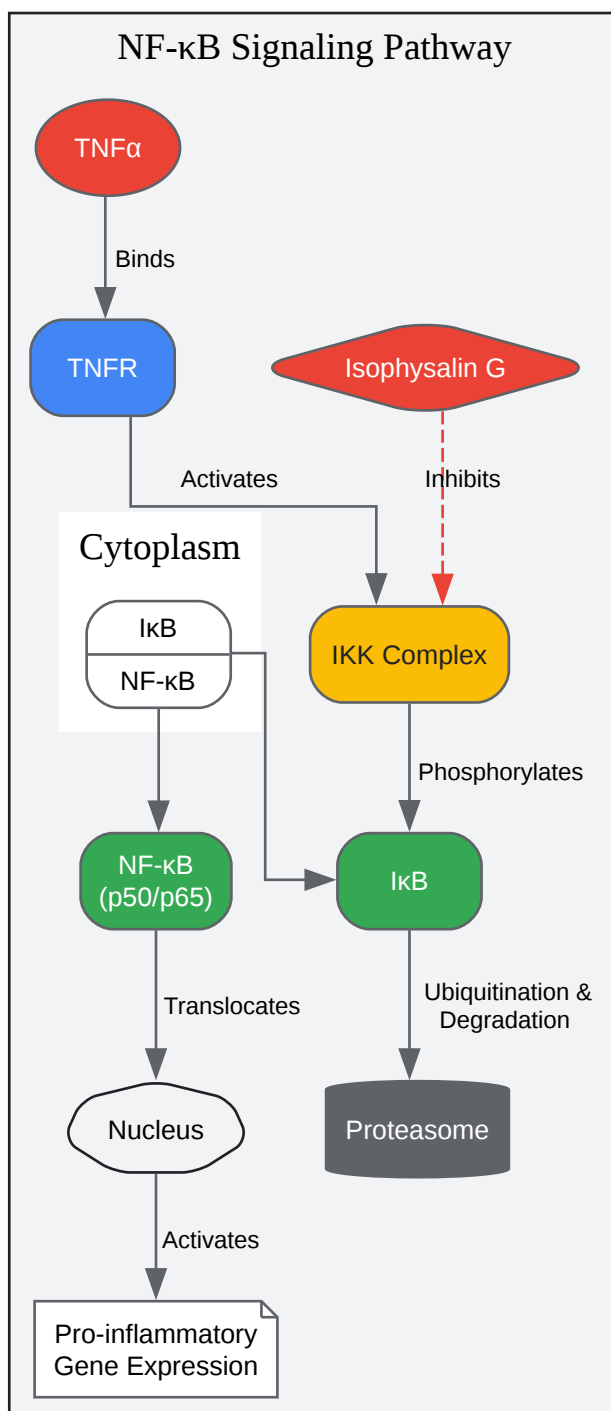 NF-κB Signaling Pathway
TNFα
Binds
TNFR
Isophysalin G
Activates
Inhibits
Cytoplasm
IκB
NF-κB
IKK Complex
Phosphorylates
NF-κB
(p50/p65)
IκB
Translocates
Ubiquitination &
Degradation
Nucleus
Proteasome
Activates
Pro-inflammatory
Gene Expression